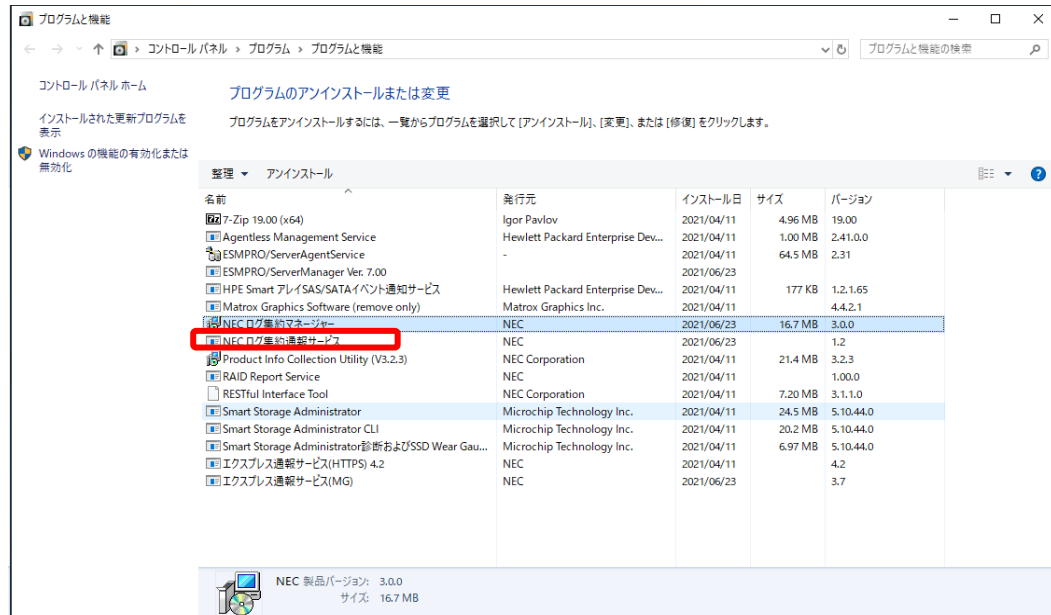 プログラムと機能
コントロール パネル › プログラム › プログラムと機能
プログラムと機能の検索
コントロール パネル ホーム
インストールされた更新プログラムを
表示
Windows の機能の有効化または
無効化
プログラムのアンインストールまたは変更
プログラムをアンインストールするには、一覧からプログラムを選択して [アンインストール]、[変更]、または [修復] をクリックします。
整理 アンインストール
名前 発行元 インストール日 サイズ バージョン
7-Zip 19.00 (x64) Igor Pavlov 2021/04/11 4.96 MB 19.00
Agentless Management Service Hewlett Packard Enterprise Dev... 2021/04/11 1.00 MB 2.41.0.0
ESMPRO/ServerAgentService - 2021/04/11 64.5 MB 2.31
ESMPRO/ServerManager Ver. 7.00 2021/06/23
HPE Smart アレイSAS/SATAイベント通知サービス Hewlett Packard Enterprise Dev... 2021/04/11 177 KB 1.2.1.65
Matrox Graphics Software (remove only) Matrox Graphics Inc. 2021/04/11 4.4.2.1
NEC ログ集約マネージャー NEC 2021/06/23 16.7 MB 3.0.0
NEC ログ集約通報サービス NEC 2021/06/23 1.2
Product Info Collection Utility (V3.2.3) NEC Corporation 2021/04/11 21.4 MB 3.2.3
RAID Report Service NEC 2021/04/11 1.00.0
RESTful Interface Tool NEC Corporation 2021/04/11 7.20 MB 3.1.1.0
Smart Storage Administrator Microchip Technology Inc. 2021/04/11 24.5 MB 5.10.44.0
Smart Storage Administrator CLI Microchip Technology Inc. 2021/04/11 20.2 MB 5.10.44.0
Smart Storage Administrator診断およびSSD Wear Gau... Microchip Technology Inc. 2021/04/11 6.97 MB 5.10.44.0
エクスプレス通報サービス(HTTPS) 4.2 NEC 2021/04/11 4.2
エクスプレス通報サービス(MG) NEC 2021/06/23 3.7
NEC 製品バージョン: 3.0.0
サイズ: 16.7 MB